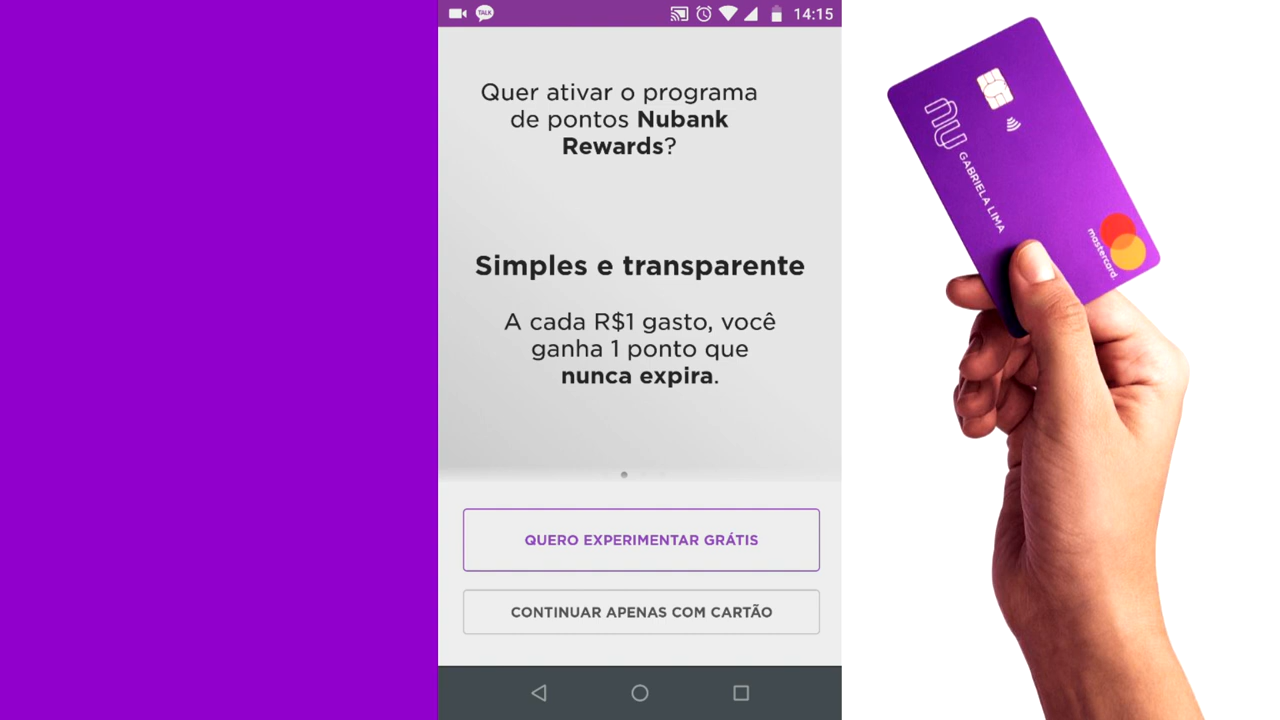 TALK
14:15
Quer ativar o programa
de pontos Nubank
Rewards?
Simples e transparente
A cada R$1 gasto, você
ganha 1 ponto que
nunca expira.
QUERO EXPERIMENTAR GRÁTIS
CONTINUAR APENAS COM CARTÃO
nu
GABRIELA LIMA
mastercard.